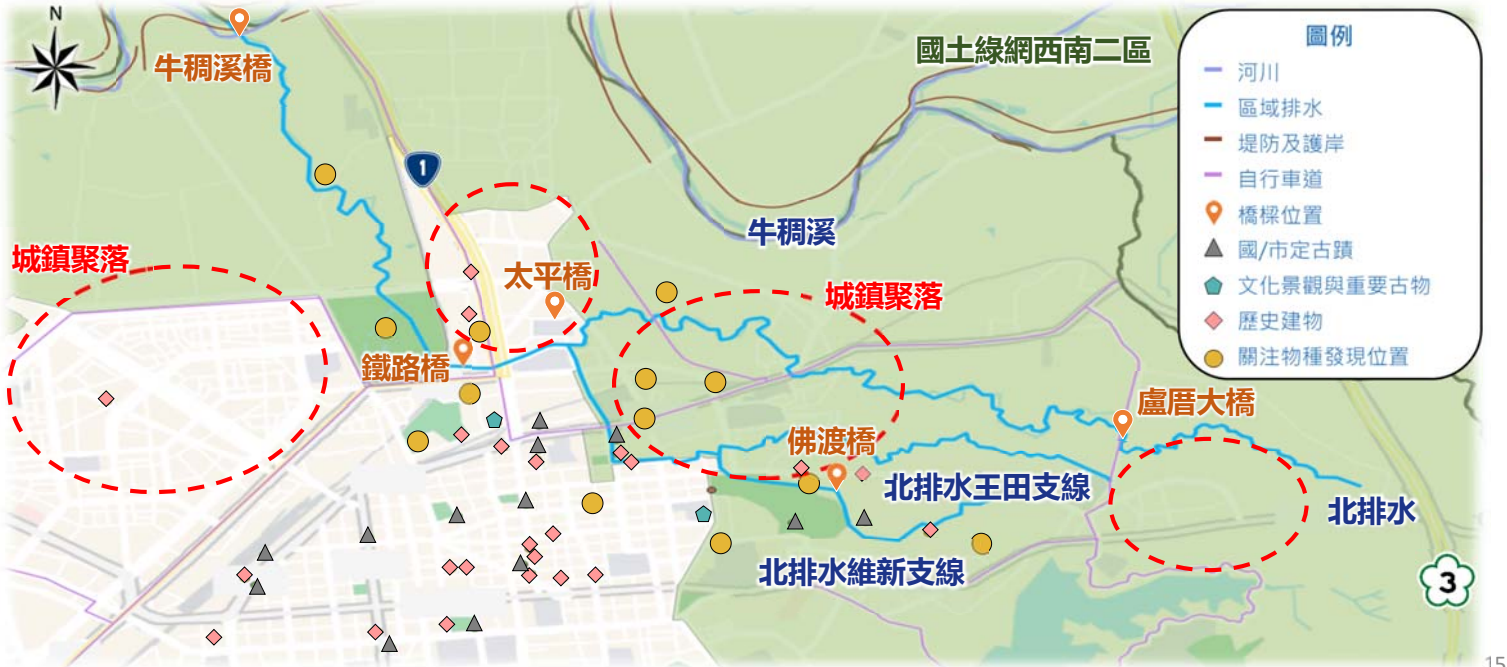 N
牛稠溪橋
國土綠網西南二區
圖例
河川
區域排水
堤防及護岸
自行車道
橋樑位置
國/市定古蹟
文化景觀與重要古物
歷史建物
關注物種發現位置
1
牛稠溪
城鎮聚落
太平橋
城鎮聚落
鐵路橋
盧厝大橋
佛渡橋
北排水王田支線
北排水
北排水維新支線
3
15